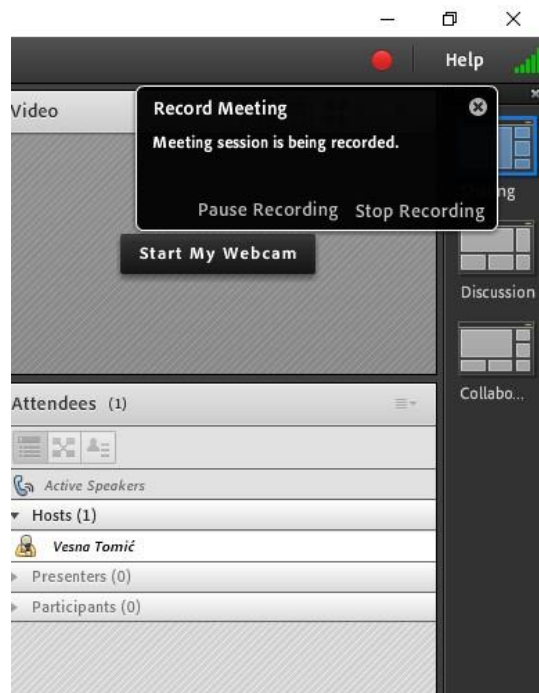 Help
Video
Record Meeting
Meeting session is being recorded.
Pause Recording Stop Recording
Start My Webcam
ng
Discussion
Collabo...
Attendees (1)
Active Speakers
Hosts (1)
Vesna Tomić
Presenters (0)
Participants (0)